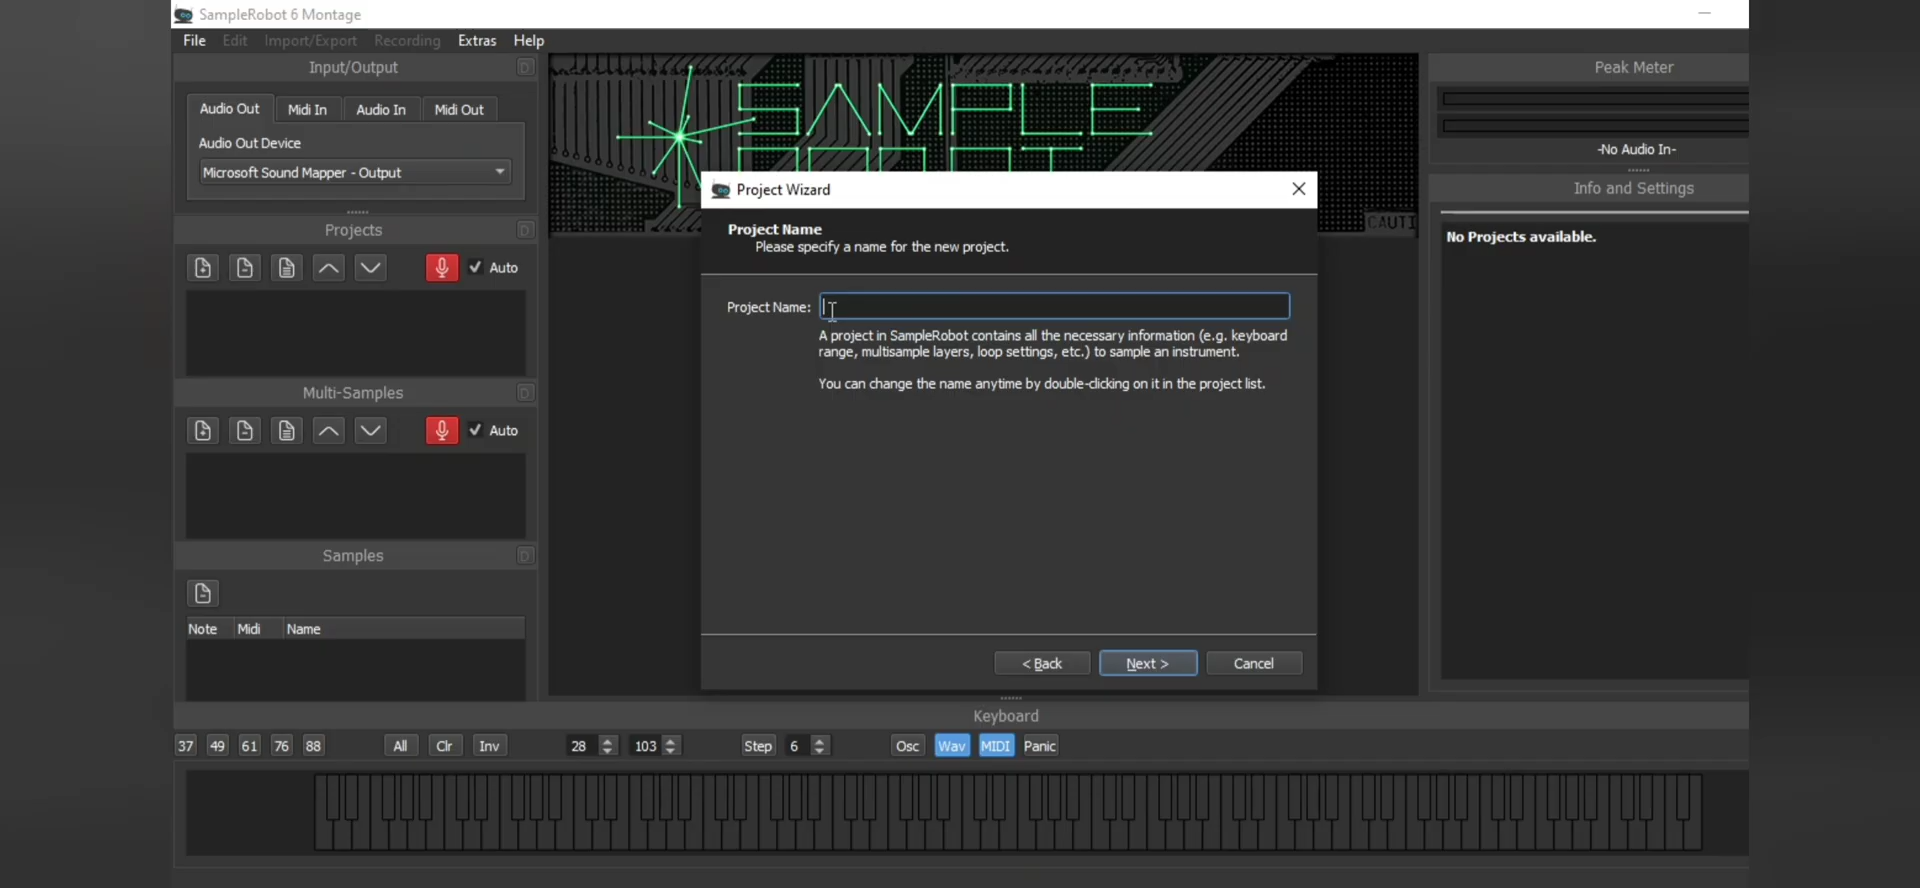 SampleRobot 6 Montage
File Edit Import/Export Recording Extras Help
Input/Output D
Audio Out Midi In Audio In Midi Out
Audio Out Device
Microsoft Sound Mapper - Output
Projects D
Auto
Multi-Samples D
Auto
Samples D
Note Midi Name
SAMPLE
CAUTI
Project Wizard
Project Name
Please specify a name for the new project.
Project Name:
A project in SampleRobot contains all the necessary information (e.g. keyboard
range, multisample layers, loop settings, etc.) to sample an instrument.
You can change the name anytime by double-clicking on it in the project list.
< Back Next > Cancel
Peak Meter
-No Audio In-
Info and Settings
No Projects available.
Keyboard
37 49 61 76 88 All Clr Inv 28 103 Step 6 Osc Wav MIDI Panic